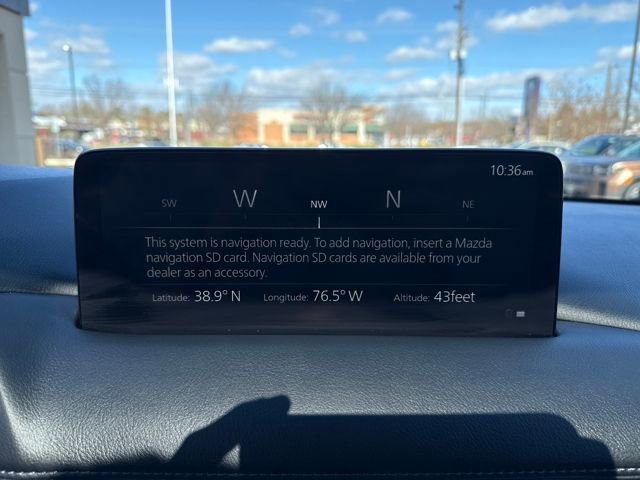 10:36am
SW W NW N NE
This system is navigation ready. To add navigation, insert a Mazda
navigation SD card. Navigation SD cards are available from your
dealer as an accessory.
Latitude: 38.9° N Longitude: 76.5° W Altitude: 43feet